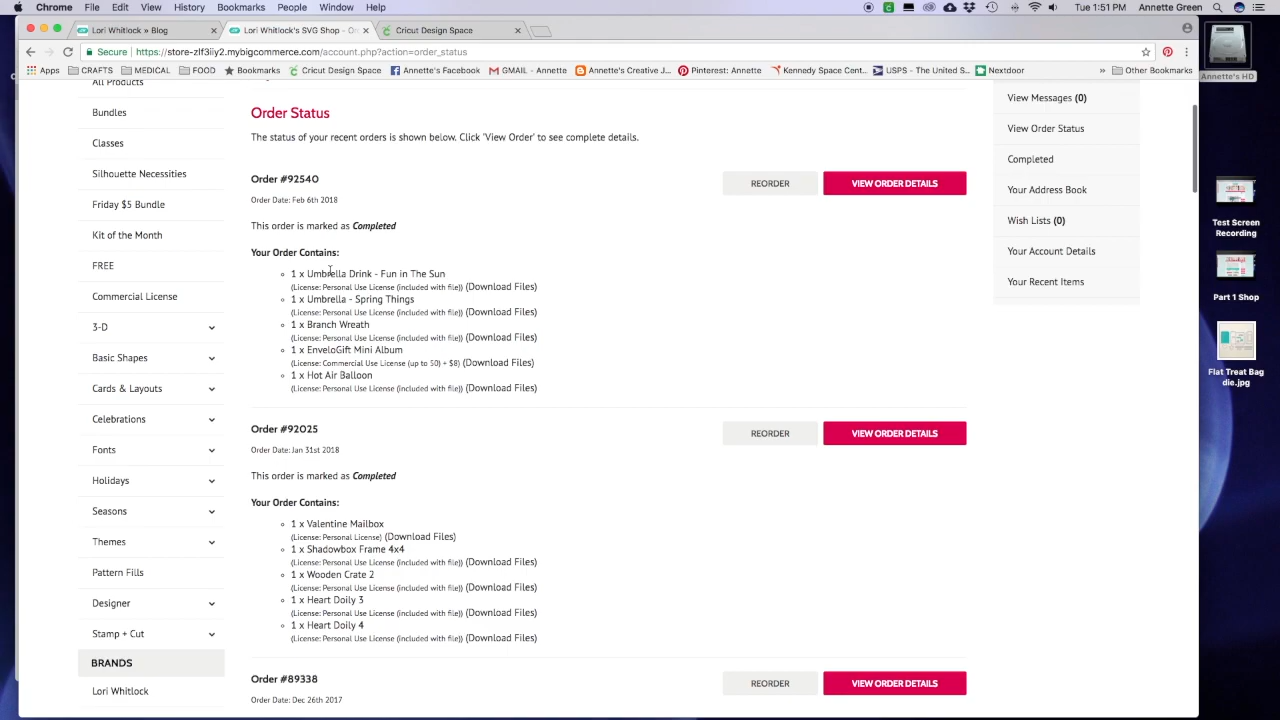 Chrome File Edit View History Bookmarks People Window Help Tue 1:51 PM Annette Green
Lori Whitlock » Blog
Lori Whitlock's SVG Shop - Or
Cricut Design Space
Annette
Secure https://store-zlf3iiy2.mybigcommerce.com/account.php?action=order_status
Apps CRAFTS MEDICAL FOOD Bookmarks Cricut Design Space Annette's Facebook GMAIL - Annette Annette's Creative J... Pinterest: Annette Kennedy Space Cent... USPS - The United S... Nextdoor » Other Bookmarks
Annette's HD
Test Screen
Recording
Part 1 Shop
Flat Treat Bag
die.jpg
All Products
Bundles
Classes
Silhouette Necessities
Friday $5 Bundle
Kit of the Month
FREE
Commercial License
3-D
Basic Shapes
Cards & Layouts
Celebrations
Fonts
Holidays
Seasons
Themes
Pattern Fills
Designer
Stamp + Cut
BRANDS
Lori Whitlock
Order Status
The status of your recent orders is shown below. Click 'View Order' to see complete details.
Order #92540
REORDER
VIEW ORDER DETAILS
Order Date: Feb 6th 2018
This order is marked as Completed
Your Order Contains:
1 x Umbrella Drink - Fun in The Sun
(License: Personal Use License (included with file)) (Download Files)
1 x Umbrella - Spring Things
(License: Personal Use License (included with file)) (Download Files)
1 x Branch Wreath
(License: Personal Use License (included with file)) (Download Files)
1 x EnveloGift Mini Album
(License: Commercial Use License (up to 50) + $8) (Download Files)
1 x Hot Air Balloon
(License: Personal Use License (included with file)) (Download Files)
Order #92025
REORDER
VIEW ORDER DETAILS
Order Date: Jan 31st 2018
This order is marked as Completed
Your Order Contains:
1 x Valentine Mailbox
(License: Personal License) (Download Files)
1 x Shadowbox Frame 4x4
(License: Personal Use License (included with file)) (Download Files)
1 x Wooden Crate 2
(License: Personal Use License (included with file)) (Download Files)
1 x Heart Doily 3
(License: Personal Use License (included with file)) (Download Files)
1 x Heart Doily 4
(License: Personal Use License (included with file)) (Download Files)
Order #89338
REORDER
VIEW ORDER DETAILS
Order Date: Dec 26th 2017
View Messages (0)
View Order Status
Completed
Your Address Book
Wish Lists (0)
Your Account Details
Your Recent Items